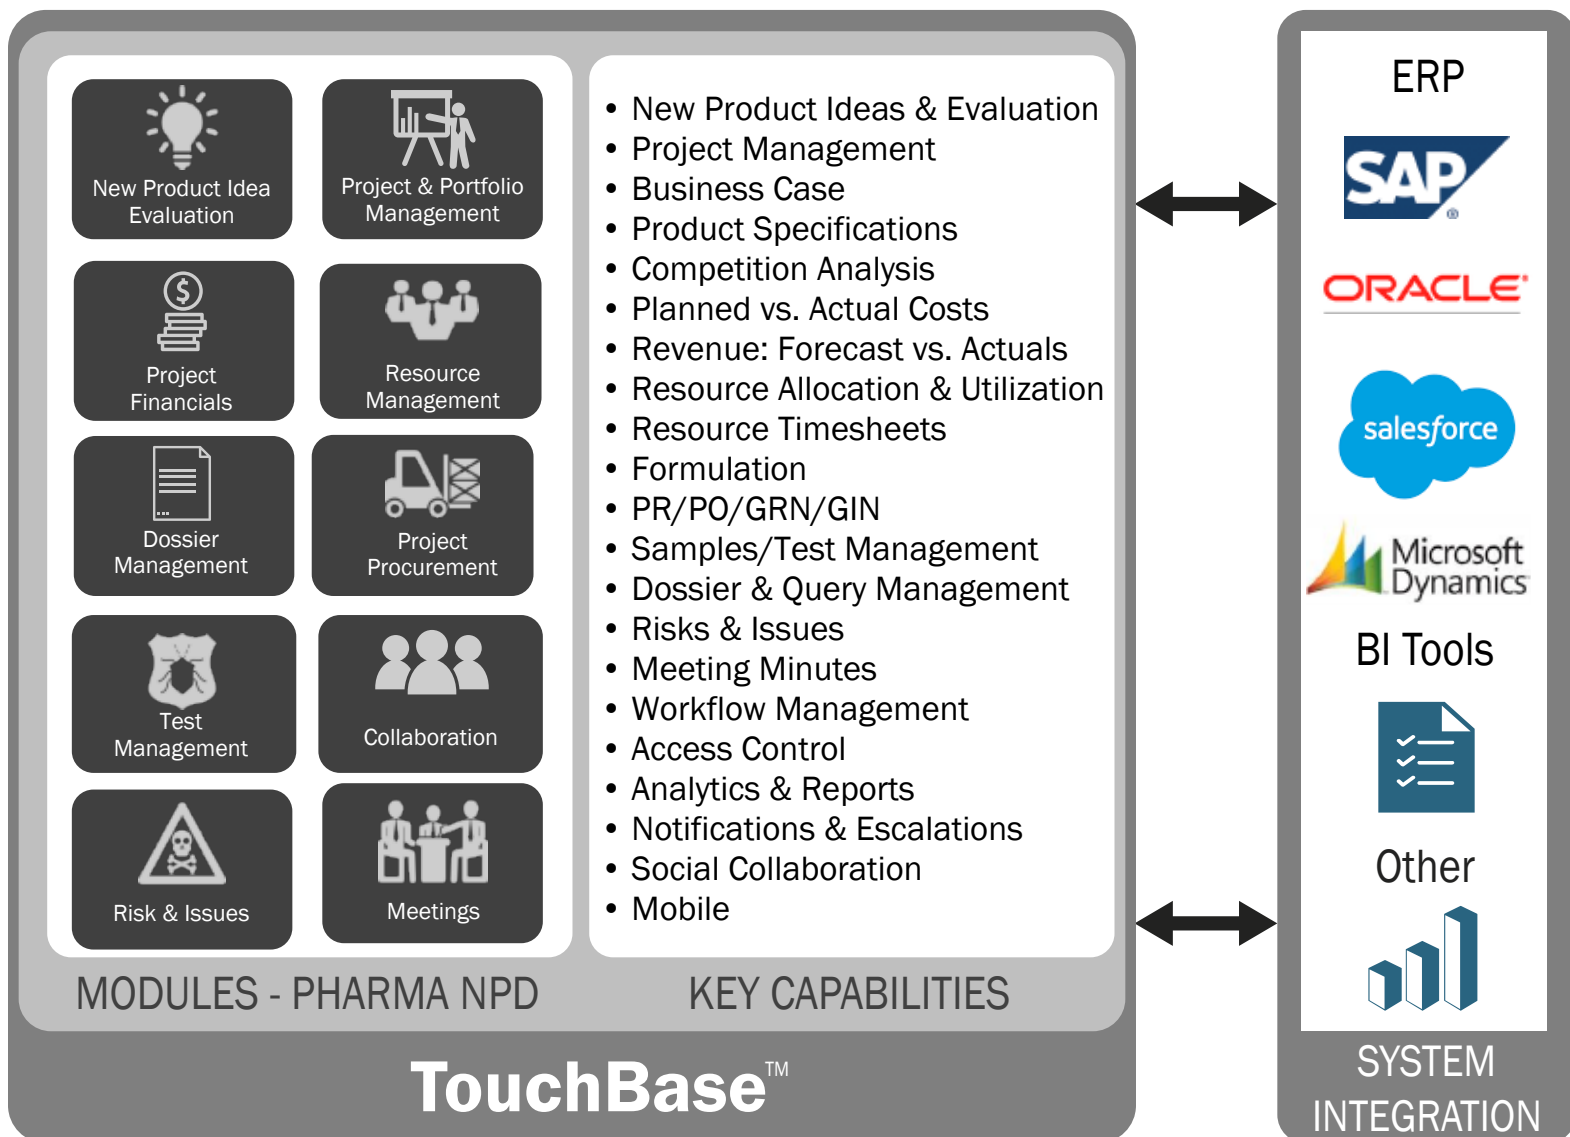 New Product Idea
Evaluation
Project & Portfolio
Management
Project
Financials
Resource
Management
Dossier
Management
Project
Procurement
Test
Management
Collaboration
Risk & Issues
Meetings
MODULES - PHARMA NPD
• New Product Ideas & Evaluation
• Project Management
• Business Case
• Product Specifications
• Competition Analysis
• Planned vs. Actual Costs
• Revenue: Forecast vs. Actuals
• Resource Allocation & Utilization
• Resource Timesheets
• Formulation
• PR/PO/GRN/GIN
• Samples/Test Management
• Dossier & Query Management
• Risks & Issues
• Meeting Minutes
• Workflow Management
• Access Control
• Analytics & Reports
• Notifications & Escalations
• Social Collaboration
• Mobile
KEY CAPABILITIES
TouchBase™
ERP
SAP®
ORACLE®
salesforce
Microsoft
Dynamics
BI Tools
Other
SYSTEM
INTEGRATION